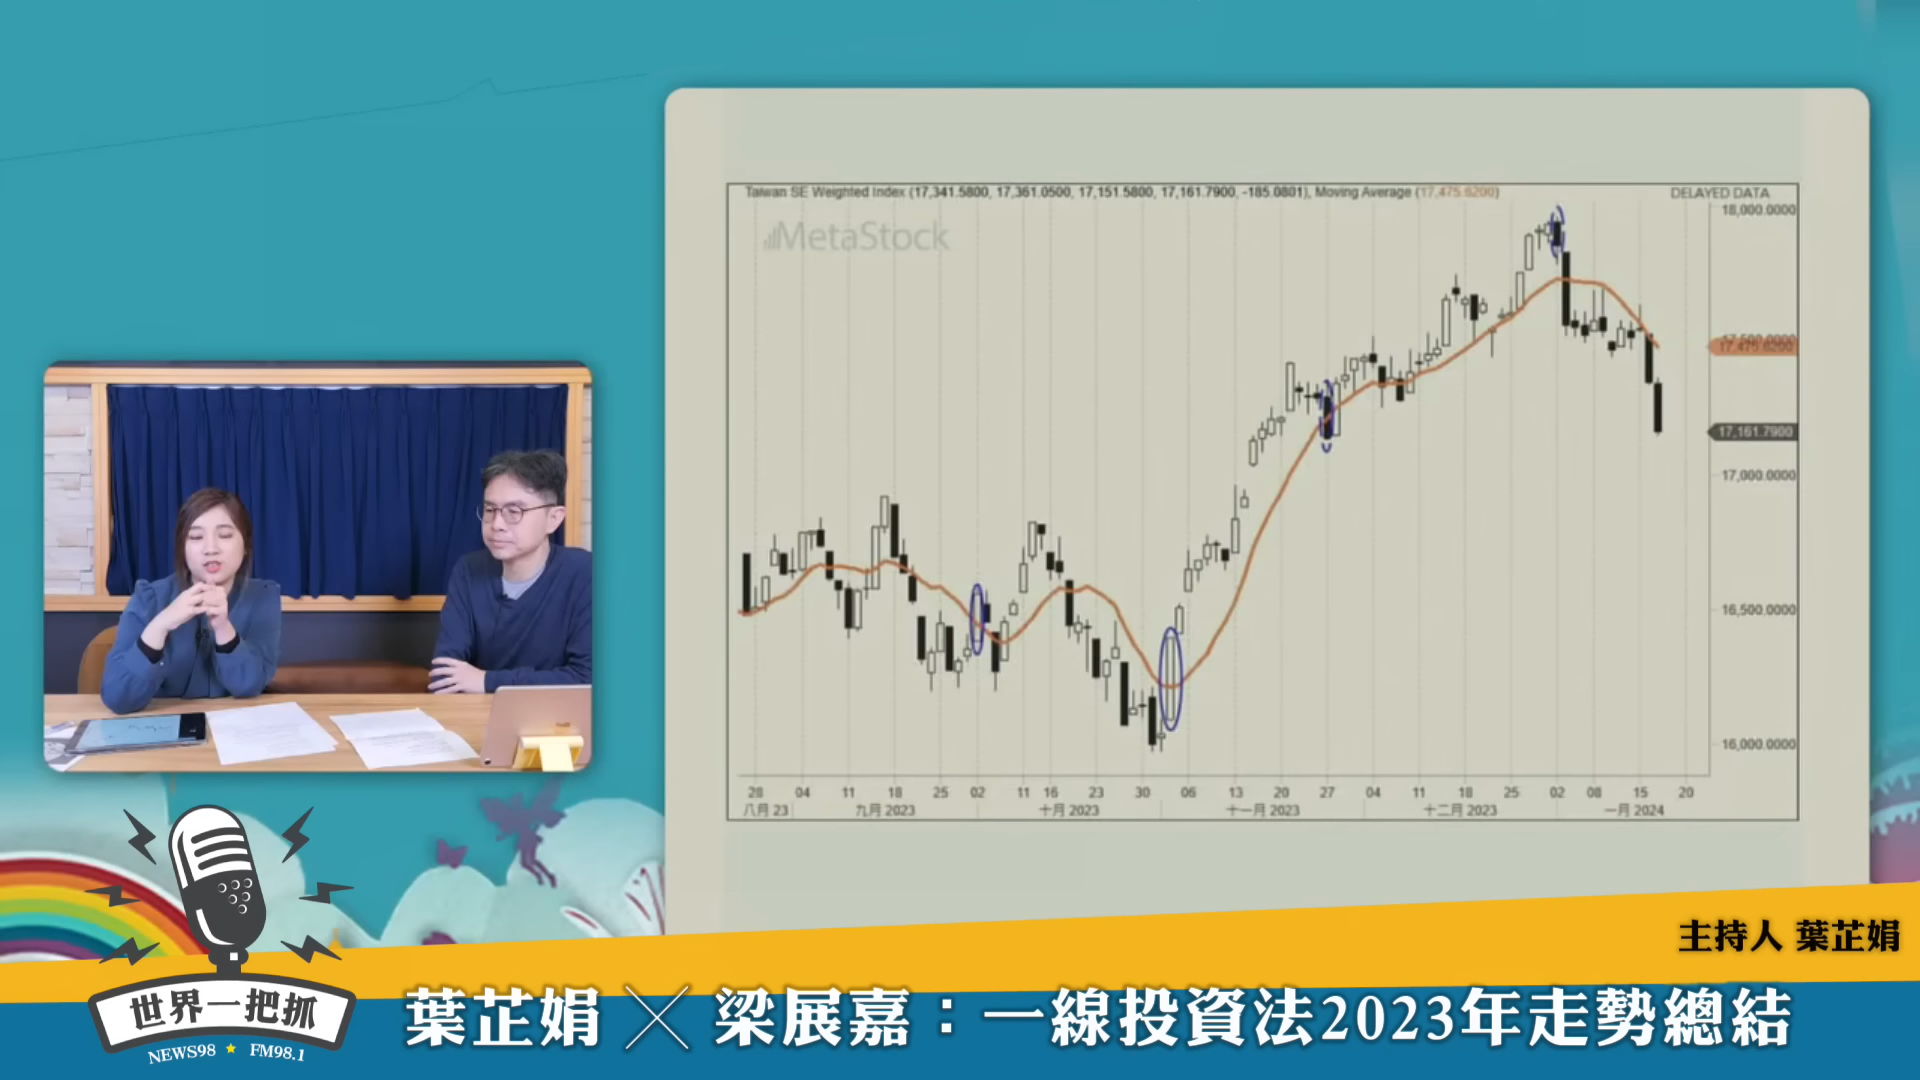 Taiwan SE Weighted Index (17,341.5800, 17,361.0500, 17,151.5800, 17,161.7900, -185.0801), Moving Average (17,475.6200)
DELAYED DATA
MetaStock
18,000.0000
17,500.0000
17,475.6200
17,161.7900
17,000.0000
16,500.0000
16,000.0000
28 04 11 18 25 02 11 16 23 30 06 13 20 27 04 11 18 25 02 08 15 20
八月 23 九月 2023 十月 2023 十一月 2023 十二月 2023 一月 2024
主持人 葉芷娟
世界一把抓
NEWS98 ★ FM98.1
葉芷娟╳梁展嘉：一線投資法2023年走勢總結